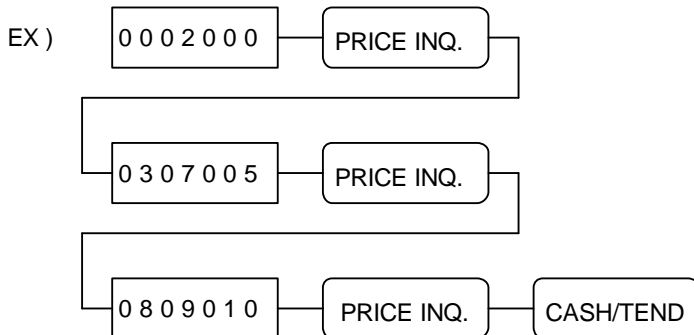 EX ) 0 0 0 2 0 0 0 PRICE INQ.
0 3 0 7 0 0 5 PRICE INQ.
0 8 0 9 0 1 0 PRICE INQ. CASH/TEND